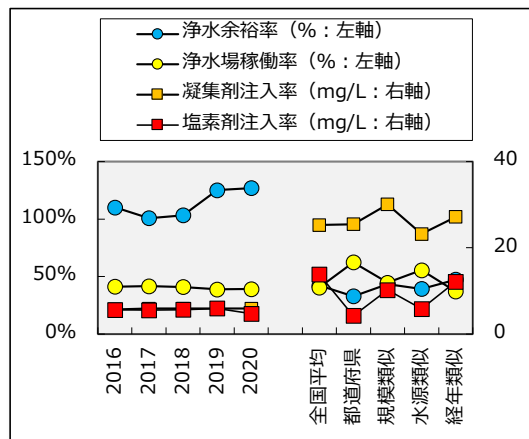 浄水余裕率（%：左軸）
浄水場稼働率（%：左軸）
凝集剤注入率（mg/L：右軸）
塩素剤注入率（mg/L：右軸）
150%
100%
50%
0%
40
20
0
2016
2017
2018
2019
2020
全国平均
都道府県
規模類似
水源類似
経年類似